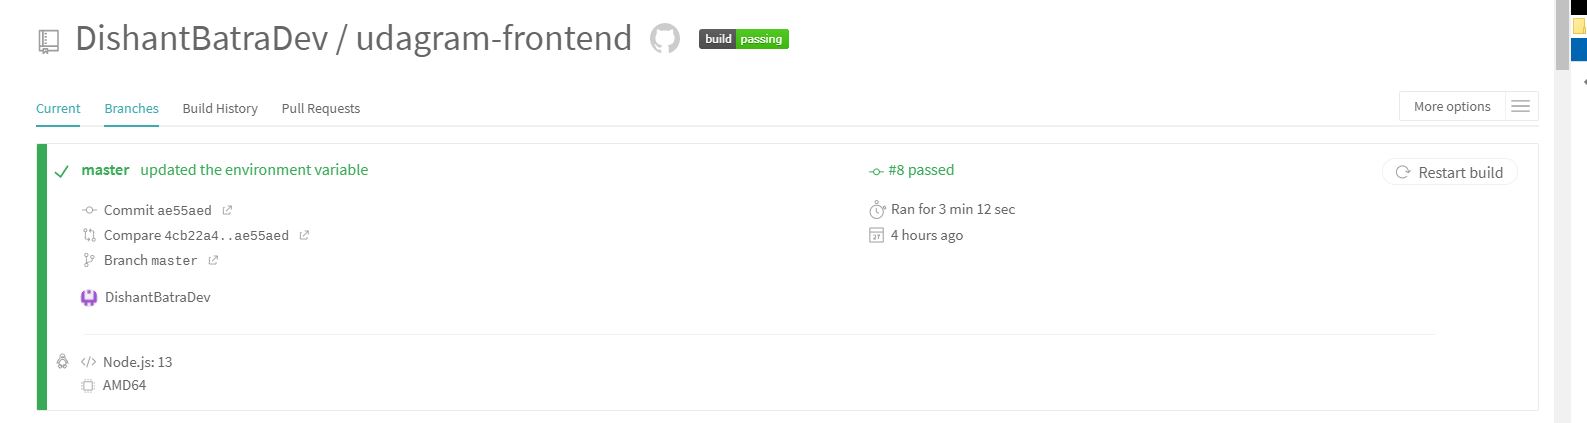 DishantBatraDev / udagram-frontend build passing
Current Branches Build History Pull Requests More options
master updated the environment variable #8 passed Restart build
Commit ae55aed Ran for 3 min 12 sec
Compare 4cb22a4..ae55aed 27 4 hours ago
Branch master
DishantBatraDev
</> Node.js: 13
AMD64